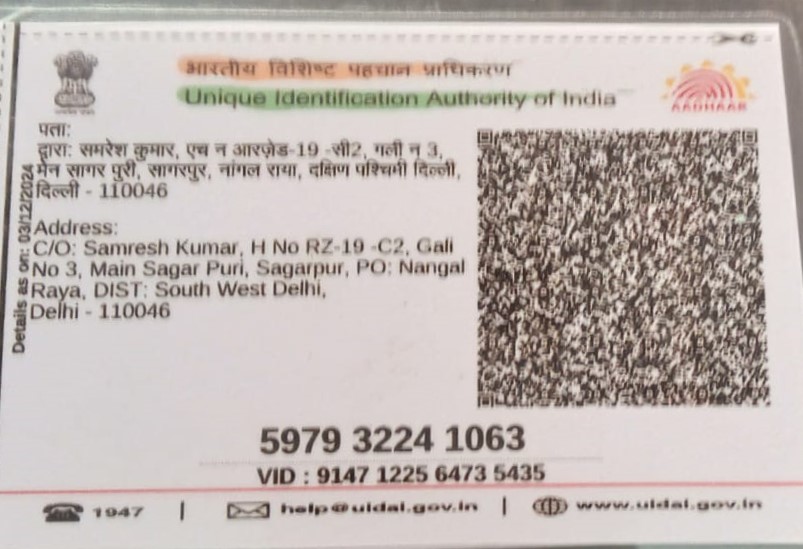 भारतीय विशिष्ट पहचान प्राधिकरण
Unique Identification Authority of India
AADHAAR
पता:
द्वारा: समरेश कुमार, एच न आरज़ेड-19 -सी2, गली न 3,
मेन सागर पुरी, सागरपुर, नांगल राया, दक्षिण पश्चिमी दिल्ली,
दिल्ली - 110046
Address:
C/O: Samresh Kumar, H No RZ-19 -C2, Gali
No 3, Main Sagar Puri, Sagarpur, PO: Nangal
Raya, DIST: South West Delhi,
Delhi - 110046
Details as on: 03/12/2024
5979 3224 1063
VID : 9147 1225 6473 5435
1947 | help@uidai.gov.in | www.uidai.gov.in